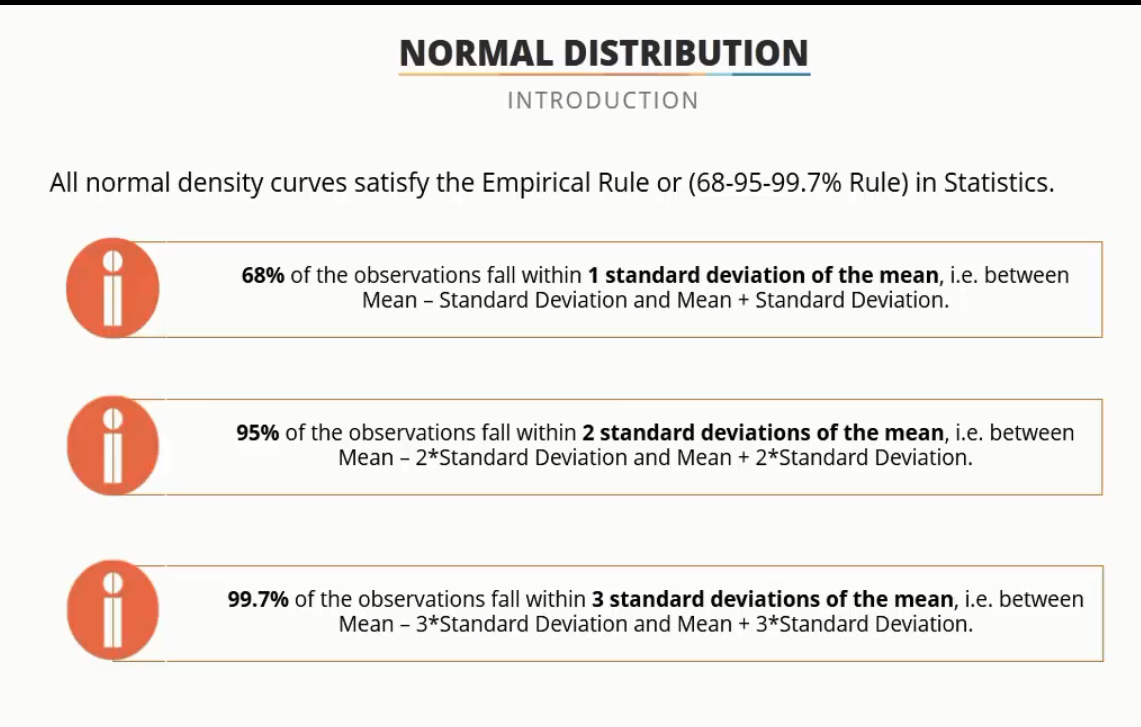 NORMAL DISTRIBUTION
INTRODUCTION
All normal density curves satisfy the Empirical Rule or (68-95-99.7% Rule) in Statistics.
68% of the observations fall within 1 standard deviation of the mean, i.e. between
Mean – Standard Deviation and Mean + Standard Deviation.
95% of the observations fall within 2 standard deviations of the mean, i.e. between
Mean – 2*Standard Deviation and Mean + 2*Standard Deviation.
99.7% of the observations fall within 3 standard deviations of the mean, i.e. between
Mean – 3*Standard Deviation and Mean + 3*Standard Deviation.